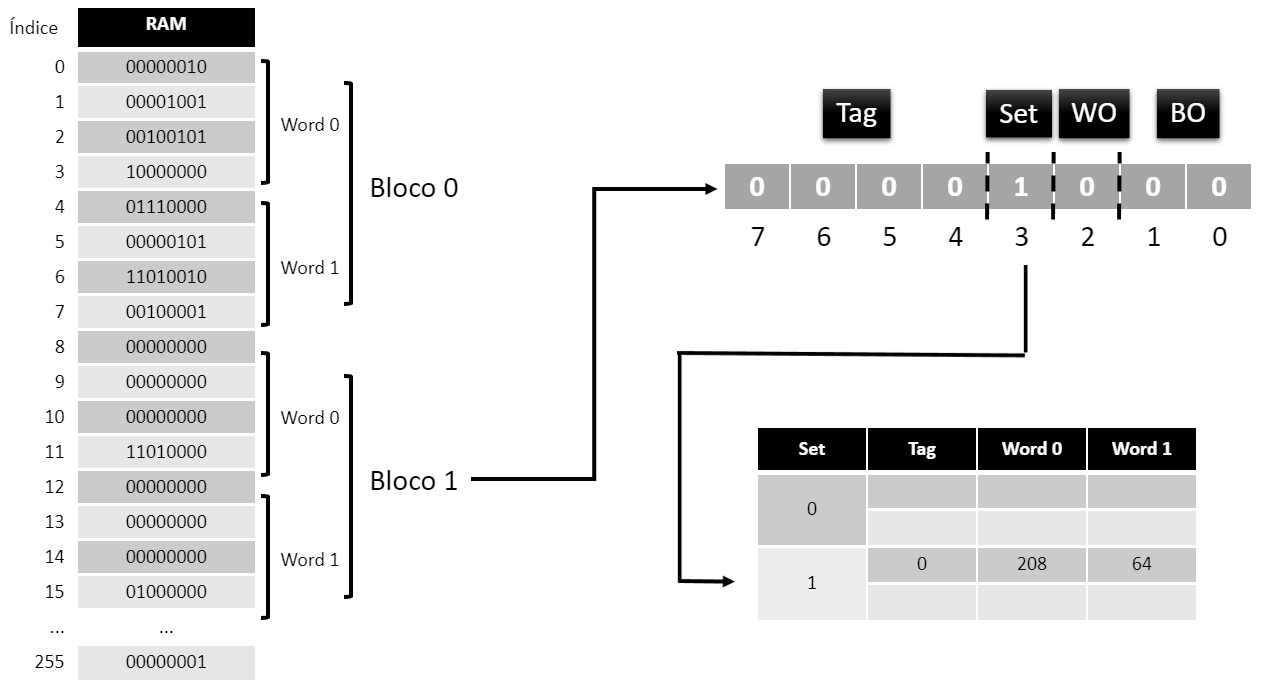 Índice RAM
0 00000010
1 00001001
2 00100101
3 10000000
Word 0
4 01110000
5 00000101
6 11010010
7 00100001
Word 1
Bloco 0
8 00000000
9 00000000
10 00000000
11 11010000
Word 0
12 00000000
13 00000000
14 00000000
15 01000000
Word 1
Bloco 1
... ...
255 00000001
Tag Set WO BO
0 0 0 0 1 0 0 0
7 6 5 4 3 2 1 0
Set Tag Word 0 Word 1
0
1 0 208 64